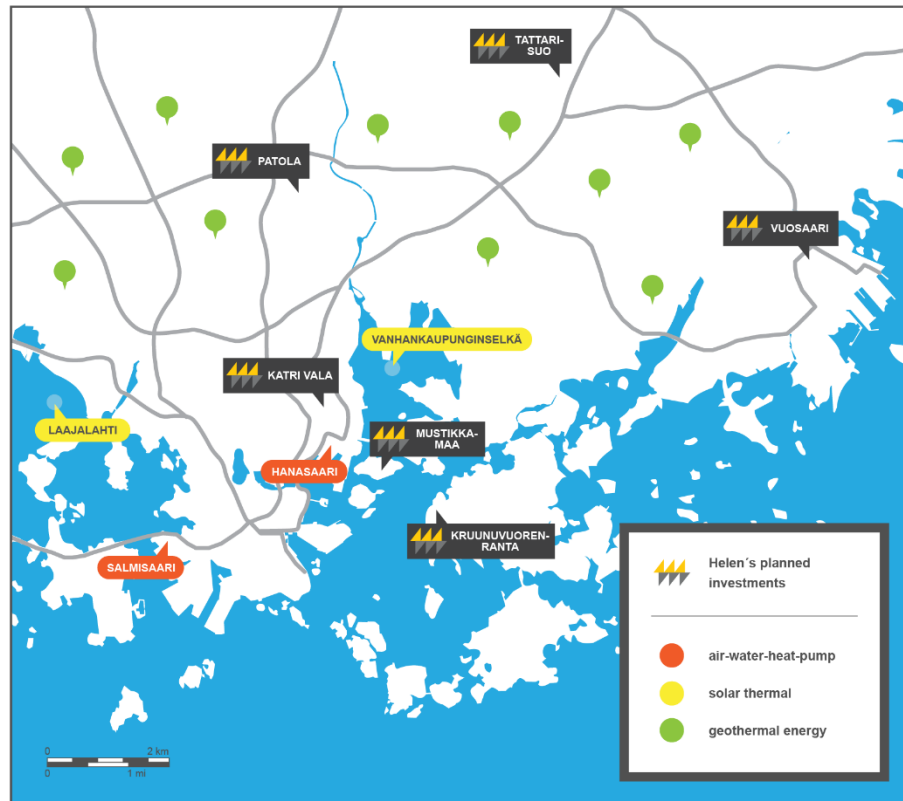 TATTARI-
SUO
PATOLA
VUOSAARI
VANHANKAUPUNGINSELKÄ
KATRI VALA
LAAJALAHTI
MUSTIKKA-
MAA
HANASAARI
KRUUNUVUOREN-
RANTA
SALMISAARI
Helen´s planned
investments
air-water-heat-pump
solar thermal
geothermal energy
0 2 km
0 1 mi